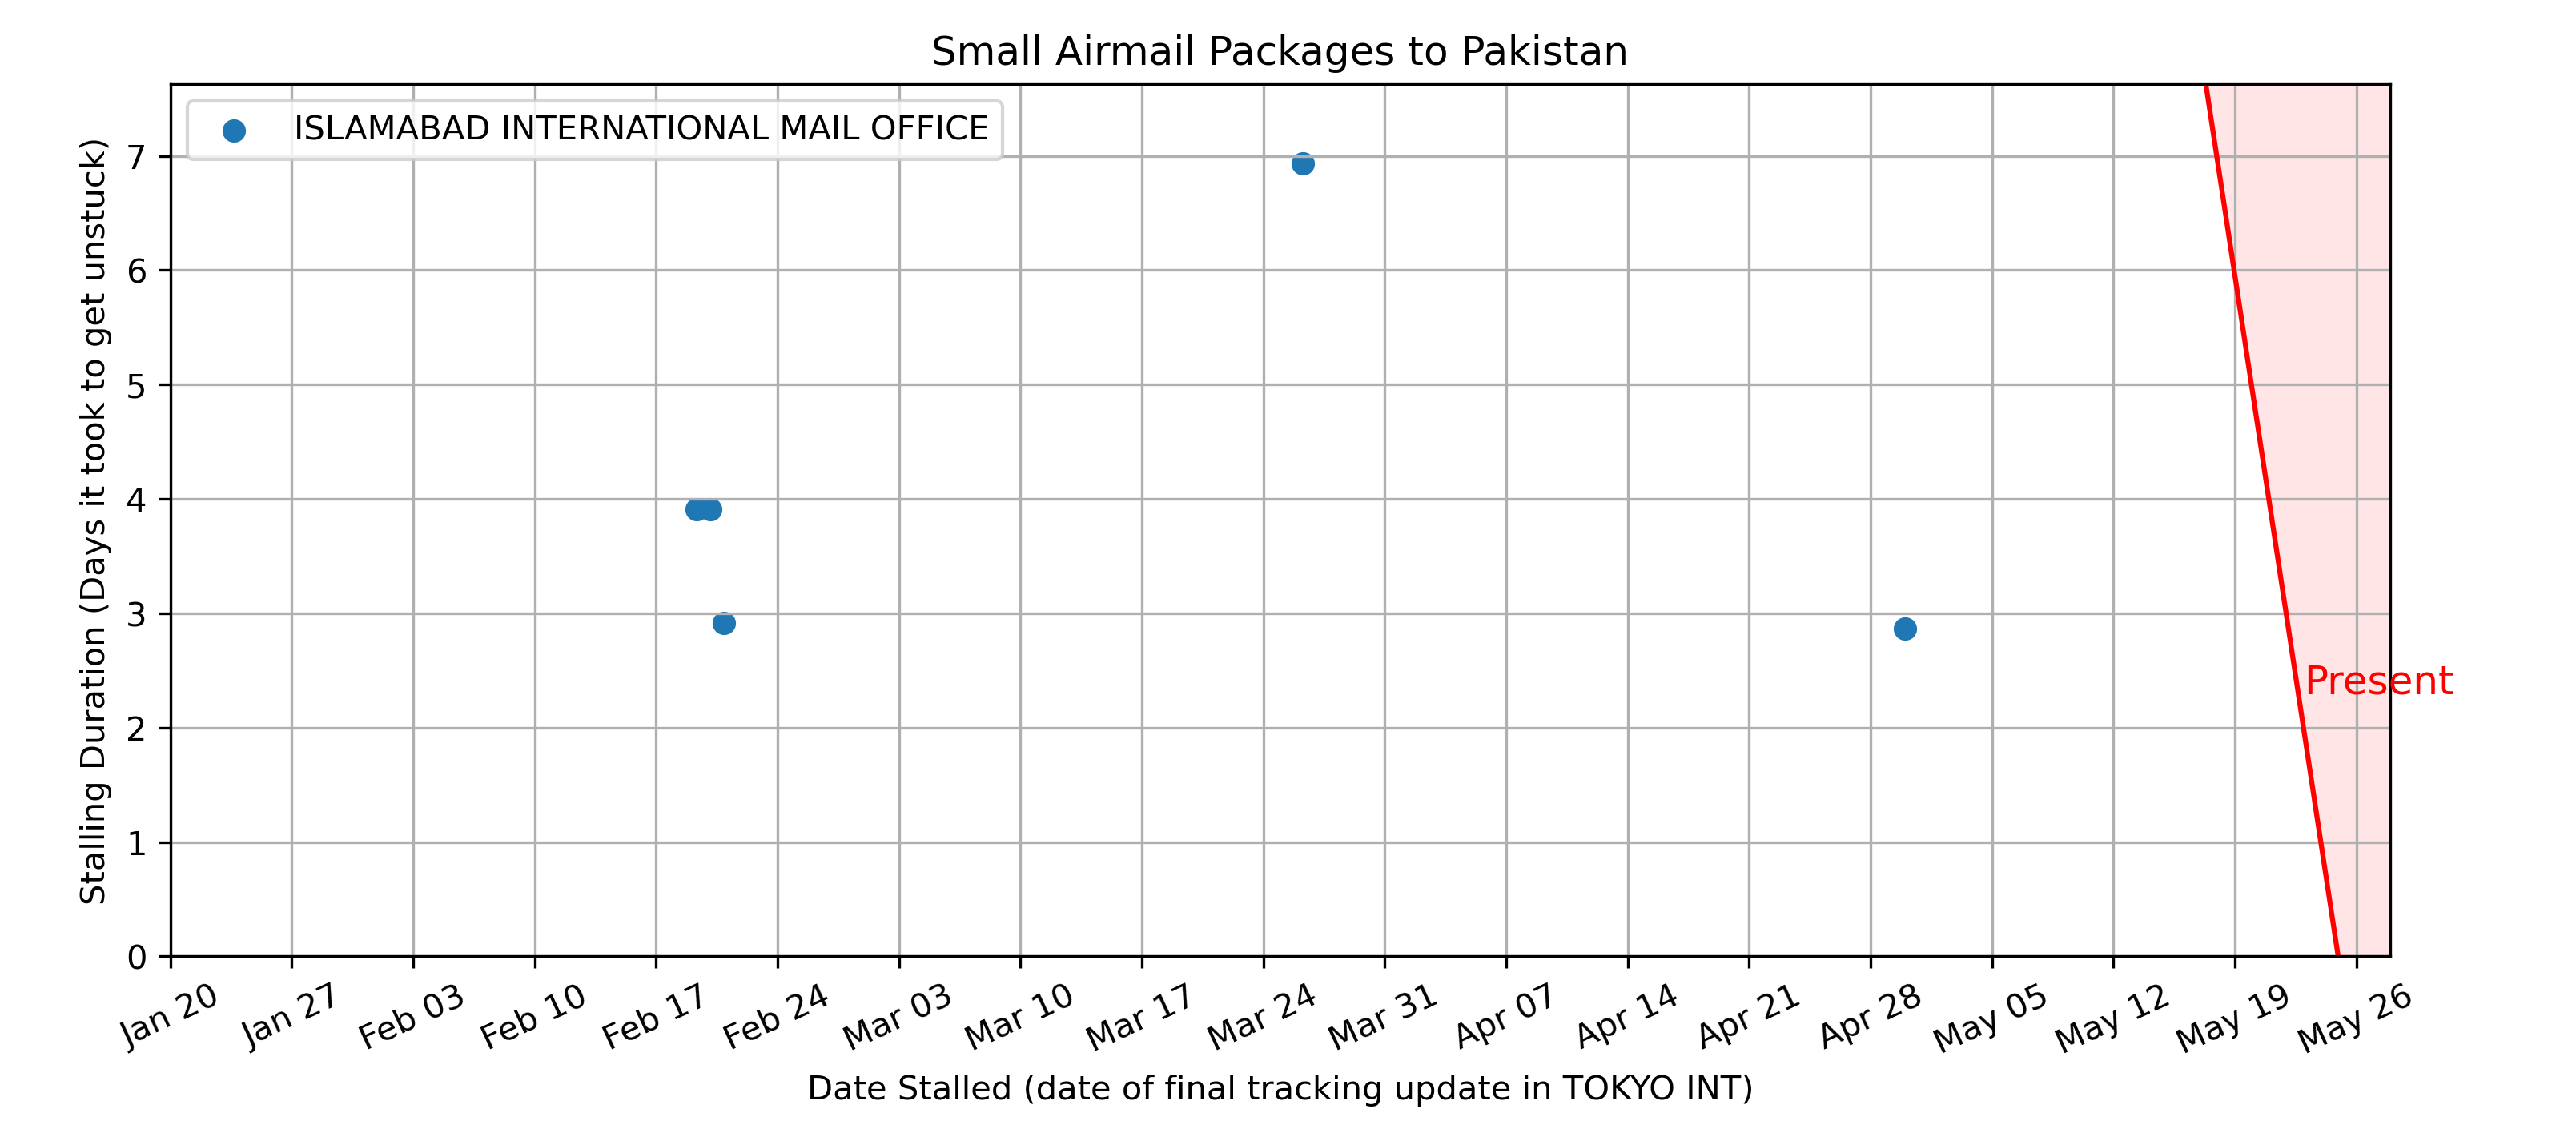 Small Airmail Packages to Pakistan
ISLAMABAD INTERNATIONAL MAIL OFFICE
Stalling Duration (Days it took to get unstuck)
7
6
5
4
3
2
1
0
Present
Jan 20
Jan 27
Feb 03
Feb 10
Feb 17
Feb 24
Mar 03
Mar 10
Mar 17
Mar 24
Mar 31
Apr 07
Apr 14
Apr 21
Apr 28
May 05
May 12
May 19
May 26
Date Stalled (date of final tracking update in TOKYO INT)